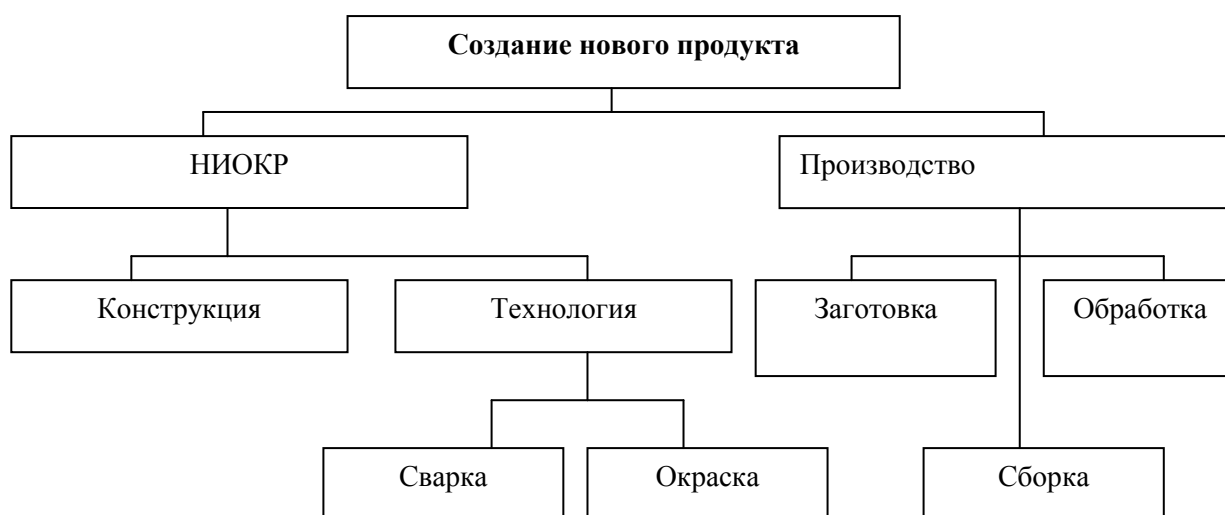 Создание нового продукта
НИОКР
Производство
Конструкция
Технология
Заготовка
Обработка
Сварка
Окраска
Сборка